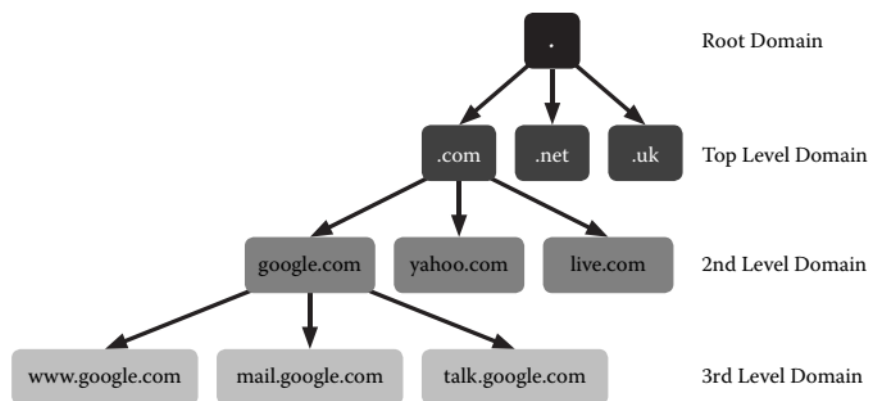 . Root Domain
.com .net .uk Top Level Domain
google.com yahoo.com live.com 2nd Level Domain
www.google.com mail.google.com talk.google.com 3rd Level Domain